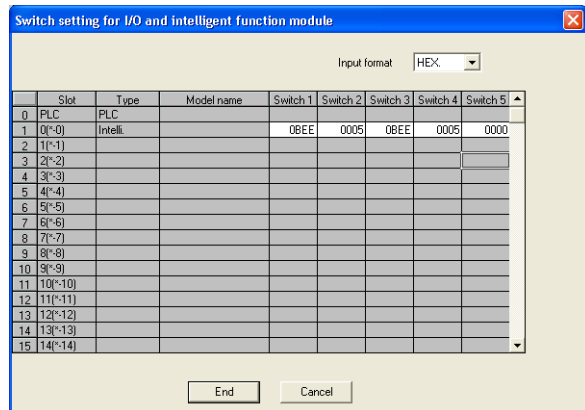 Switch setting for I/O and intelligent function module
Input format HEX.
Slot Type Model name Switch 1 Switch 2 Switch 3 Switch 4 Switch 5
0 PLC PLC
1 0(*-0) Intelli. 0BEE 0005 0BEE 0005 0000
2 1(*-1)
3 2(*-2)
4 3(*-3)
5 4(*-4)
6 5(*-5)
7 6(*-6)
8 7(*-7)
9 8(*-8)
10 9(*-9)
11 10(*-10)
12 11(*-11)
13 12(*-12)
14 13(*-13)
15 14(*-14)
End Cancel